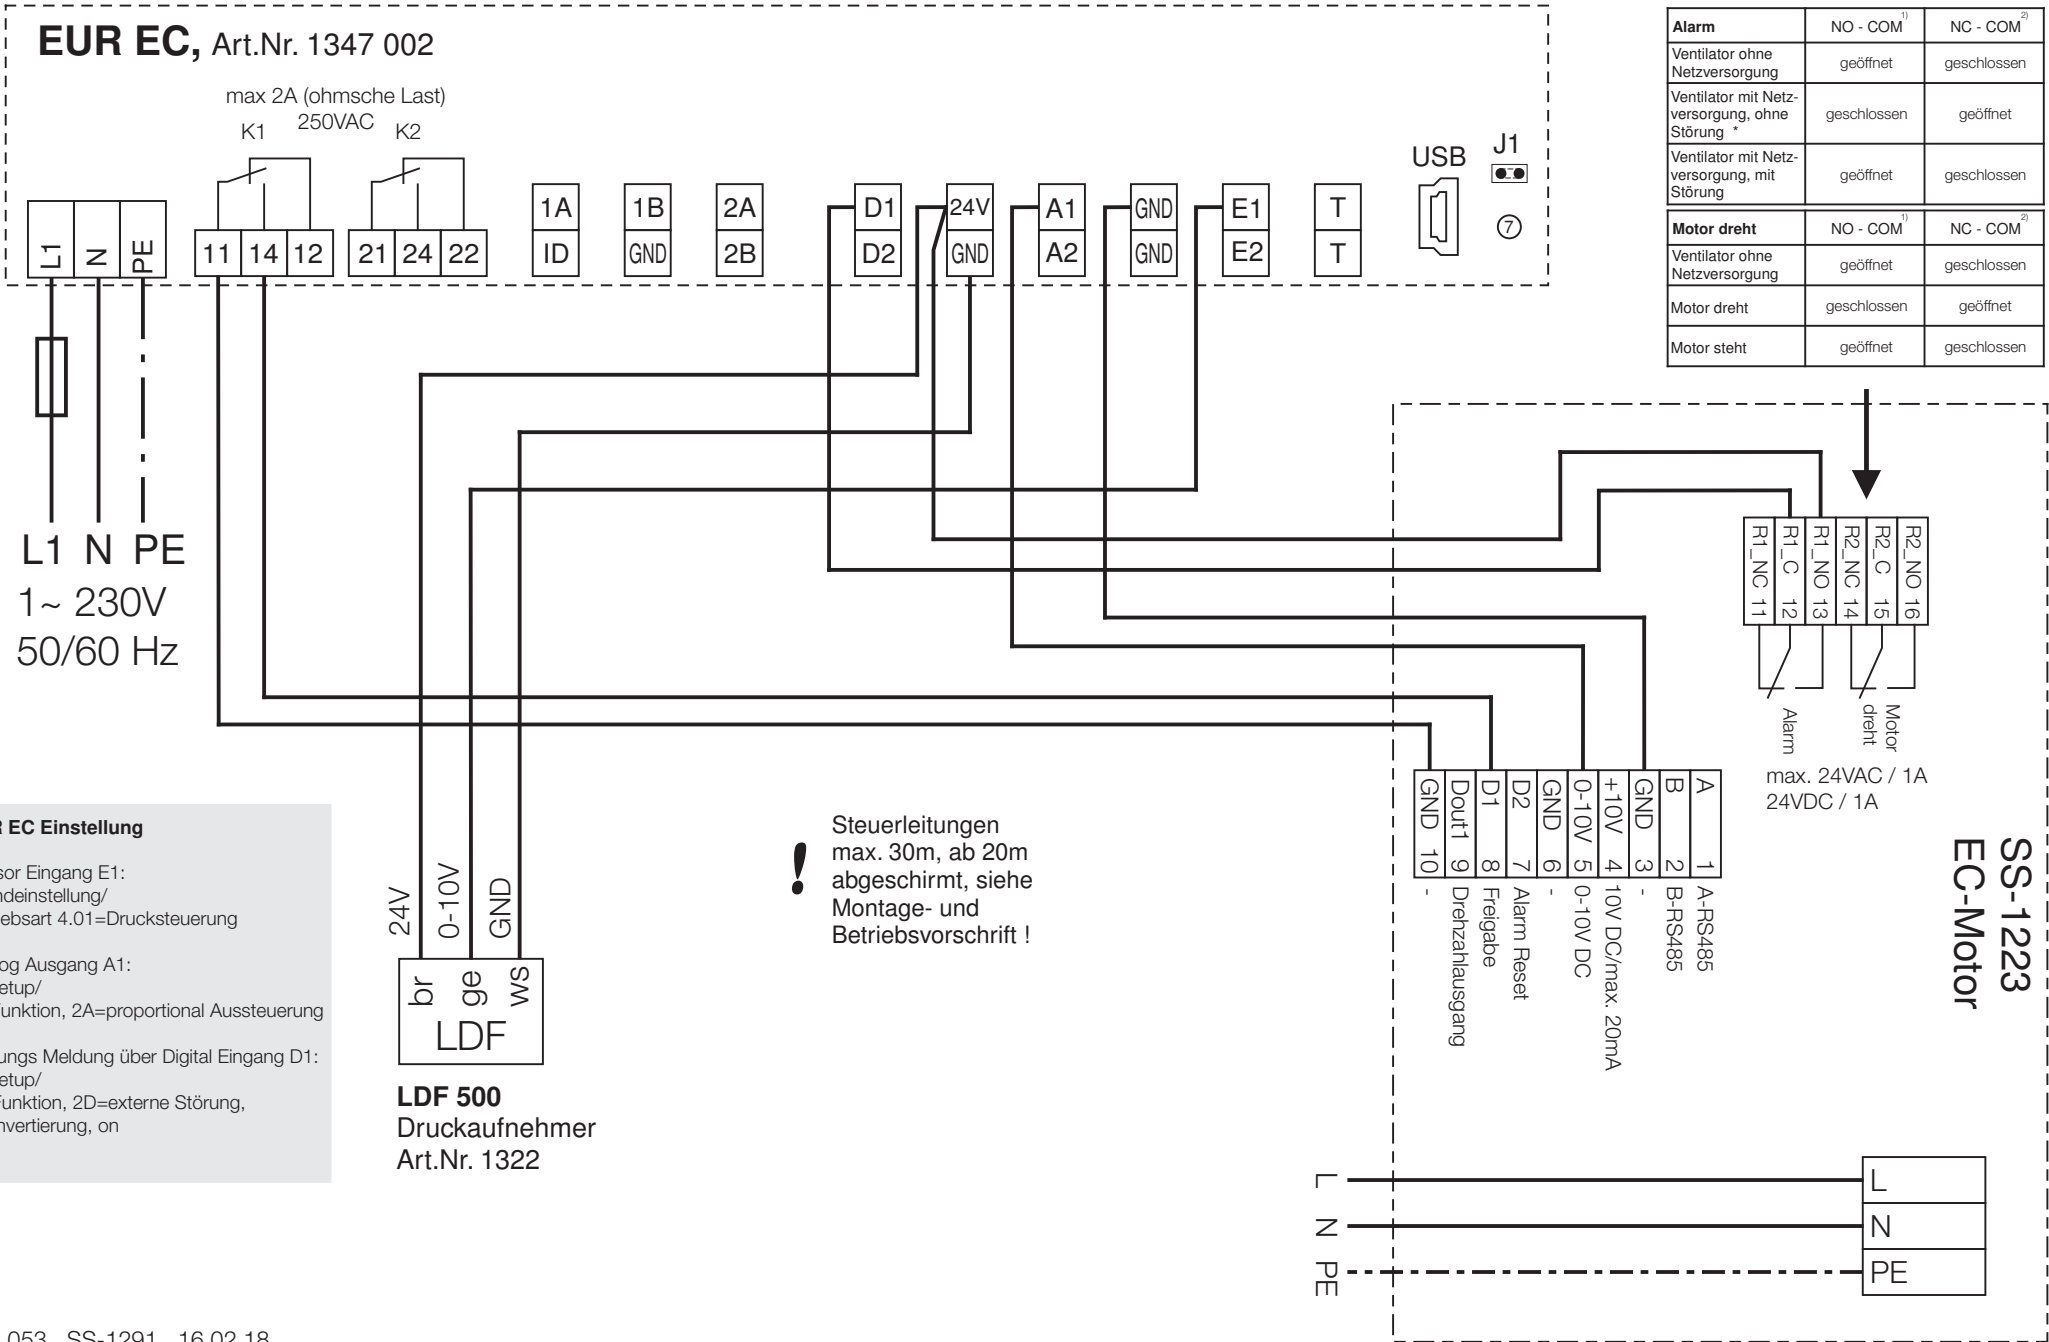 EUR EC, Art.Nr. 1347 002
max 2A (ohmsche Last)
250VAC
K1
K2
L1
N
PE
11 14 12
21 24 22
1A
ID
1B
GND
2A
2B
D1
D2
24V
GND
A1
A2
GND
GND
E1
E2
T
T
USB
J1
7
Alarm NO - COM 1) NC - COM 2)
Ventilator ohne
Netzversorgung
geöffnet geschlossen
Ventilator mit Netz-
versorgung, ohne
Störung *
geschlossen geöffnet
Ventilator mit Netz-
versorgung, mit
Störung
geöffnet geschlossen
Motor dreht NO - COM 1) NC - COM 2)
Ventilator ohne
Netzversorgung
geöffnet geschlossen
Motor dreht geschlossen geöffnet
Motor steht geöffnet geschlossen
L1 N PE
1~ 230V
50/60 Hz
R1_NC 11
R1_C 12
R1_NO 13
R2_NC 14
R2_C 15
R2_NO 16
Alarm
Motor
dreht
max. 24VAC / 1A
24VDC / 1A
SS-1223
EC-Motor
A 1 A-RS485
B 2 B-RS485
GND 3 -
+10V 4 10V DC/max. 20mA
0-10V 5 0-10V DC
GND 6 -
D2 7 Alarm Reset
D1 8 Freigabe
Dout1 9 Drehzahlausgang
GND 10 -
! Steuerleitungen
max. 30m, ab 20m
abgeschirmt, siehe
Montage- und
Betriebsvorschrift !
EC Einstellung
Eingang E1:
4.01=Drucksteuerung
Ausgang A1:
2A=proportional Aussteuerung
Meldung über Digital Eingang D1:
2D=externe Störung,
on
24V
0-10V
GND
br
ge
ws
LDF
LDF 500
Druckaufnehmer
Art.Nr. 1322
L
N
PE
L
N
PE
053 SS-1291 16.02.18